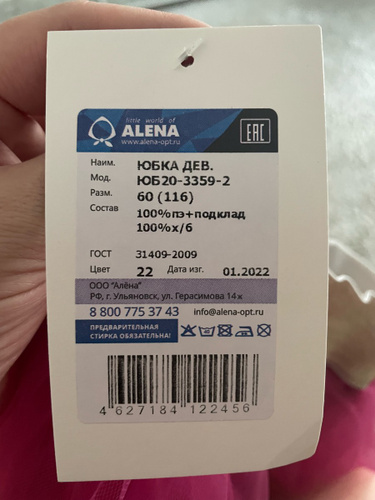 little world of
ALENA
www.alena-opt.ru
EAC
Наим. ЮБКА ДЕВ.
Мод. ЮБ20-3359-2
Разм. 60 (116)
Состав 100%пэ+подклад
100%х/б
ГОСТ 31409-2009
Цвет 22 Дата изг. 01.2022
ООО "Алёна"
РФ, г. Ульяновск, ул. Герасимова 14ж
8 800 775 37 43 info@alena-opt.ru
ПРЕДВАРИТЕЛЬНАЯ
СТИРКА ОБЯЗАТЕЛЬНА!
4 627184 122456